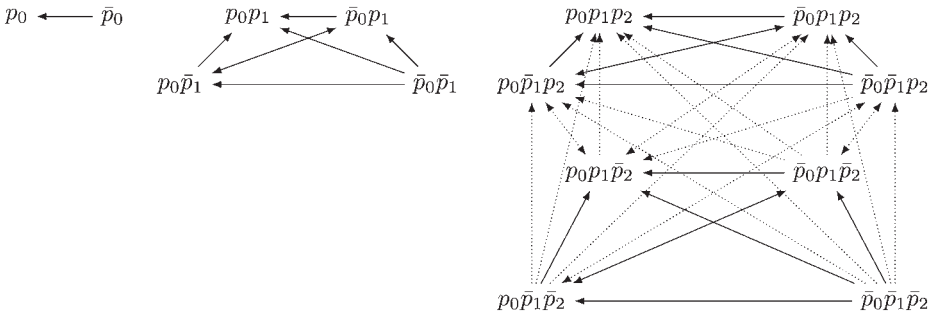 p₀ p̄₀ p₀p₁ p̄₀p₁ p₀p₁p₂ p̄₀p₁p₂
p₀p̄₁ p̄₀p̄₁ p₀p̄₁p₂ p̄₀p̄₁p₂
p₀p₁p̄₂ p̄₀p₁p̄₂
p₀p̄₁p̄₂ p̄₀p̄₁p̄₂